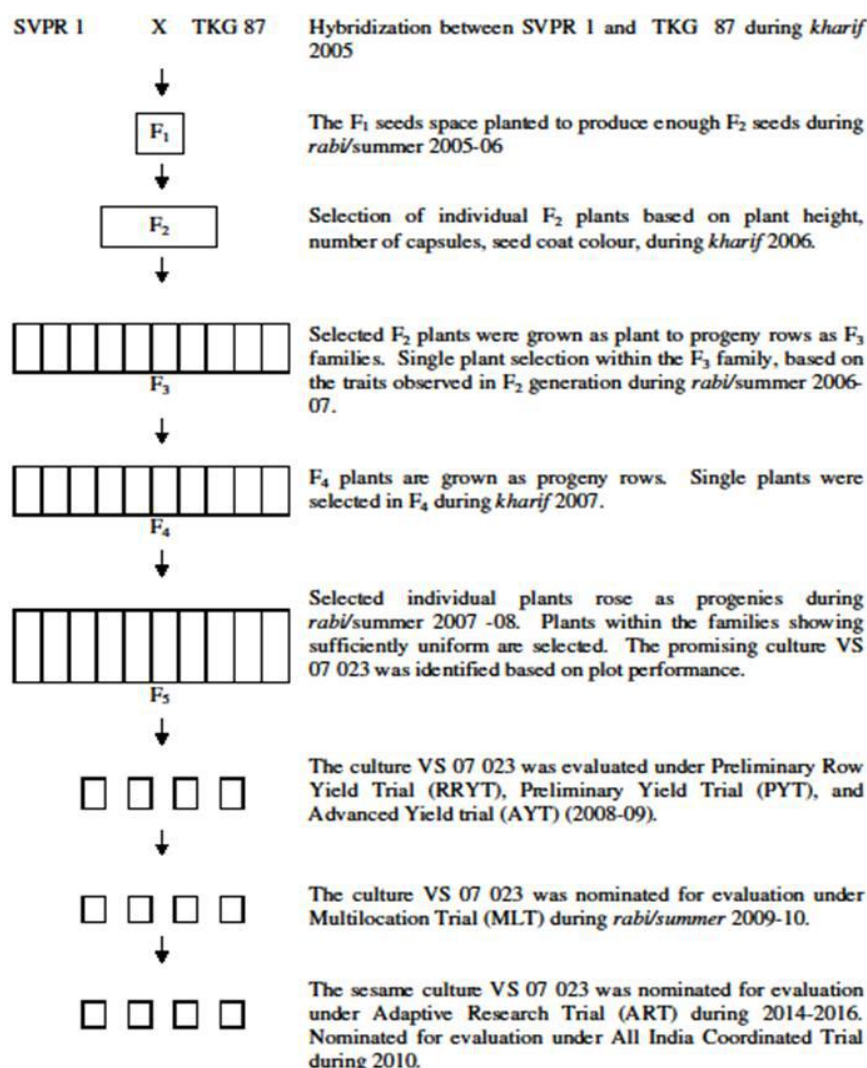 SVPR 1 X TKG 87 Hybridization between SVPR 1 and TKG 87 during kharif
2005
F₁
The F₁ seeds space planted to produce enough F₂ seeds during
rabi/summer 2005-06
F₂
Selection of individual F₂ plants based on plant height,
number of capsules, seed coat colour, during kharif 2006.
Selected F₂ plants were grown as plant to progeny rows as F₃
families. Single plant selection within the F₃ family, based on
the traits observed in F₂ generation during rabi/summer 2006-
07.
F₃
F₄ plants are grown as progeny rows. Single plants were
selected in F₄ during kharif 2007.
F₄
Selected individual plants rose as progenies during
rabi/summer 2007 -08. Plants within the families showing
sufficiently uniform are selected. The promising culture VS
07 023 was identified based on plot performance.
F₅
The culture VS 07 023 was evaluated under Preliminary Row
Yield Trial (RRYT), Preliminary Yield Trial (PYT), and
Advanced Yield trial (AYT) (2008-09).
The culture VS 07 023 was nominated for evaluation under
Multilocation Trial (MLT) during rabi/summer 2009-10.
The sesame culture VS 07 023 was nominated for evaluation
under Adaptive Research Trial (ART) during 2014-2016.
Nominated for evaluation under All India Coordinated Trial
during 2010.